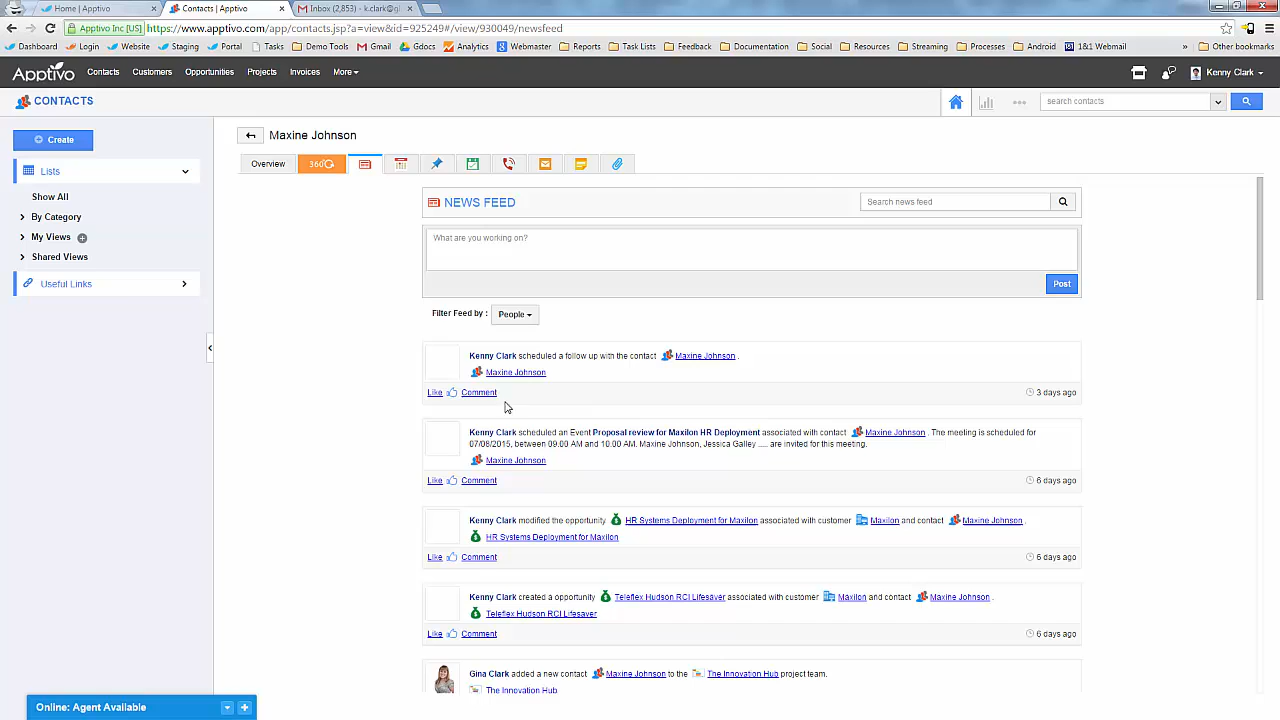 Home | Apptivo
Contacts | Apptivo
Inbox (2,853) - k.clark@gl
Apptivo Inc [US]
https://www.apptivo.com/app/contacts.jsp?a=view&id=925249#/view/930049/newsfeed
Dashboard Login Website Staging Portal Tasks Demo Tools Gmail Gdocs Analytics Webmaster Reports Task Lists Feedback Documentation Social Resources Streaming Processes Android 1&1 Webmail » Other bookmarks
Apptivo Contacts Customers Opportunities Projects Invoices More Kenny Clark
CONTACTS
search contacts
Create
Lists
Show All
By Category
My Views
Shared Views
Useful Links
Maxine Johnson
Overview 360
NEWS FEED
Search news feed
What are you working on?
Post
Filter Feed by : People
Kenny Clark scheduled a follow up with the contact Maxine Johnson .
Maxine Johnson
Like Comment 3 days ago
Kenny Clark scheduled an Event Proposal review for Maxilon HR Deployment associated with contact Maxine Johnson . The meeting is scheduled for
07/08/2015, between 09.00 AM and 10.00 AM. Maxine Johnson, Jessica Galley ..... are invited for this meeting.
Maxine Johnson
Like Comment 6 days ago
Kenny Clark modified the opportunity HR Systems Deployment for Maxilon associated with customer Maxilon and contact Maxine Johnson .
HR Systems Deployment for Maxilon
Like Comment 6 days ago
Kenny Clark created a opportunity Teleflex Hudson RCI Lifesaver associated with customer Maxilon and contact Maxine Johnson .
Teleflex Hudson RCI Lifesaver
Like Comment 6 days ago
Gina Clark added a new contact Maxine Johnson to the The Innovation Hub project team.
The Innovation Hub
Online: Agent Available